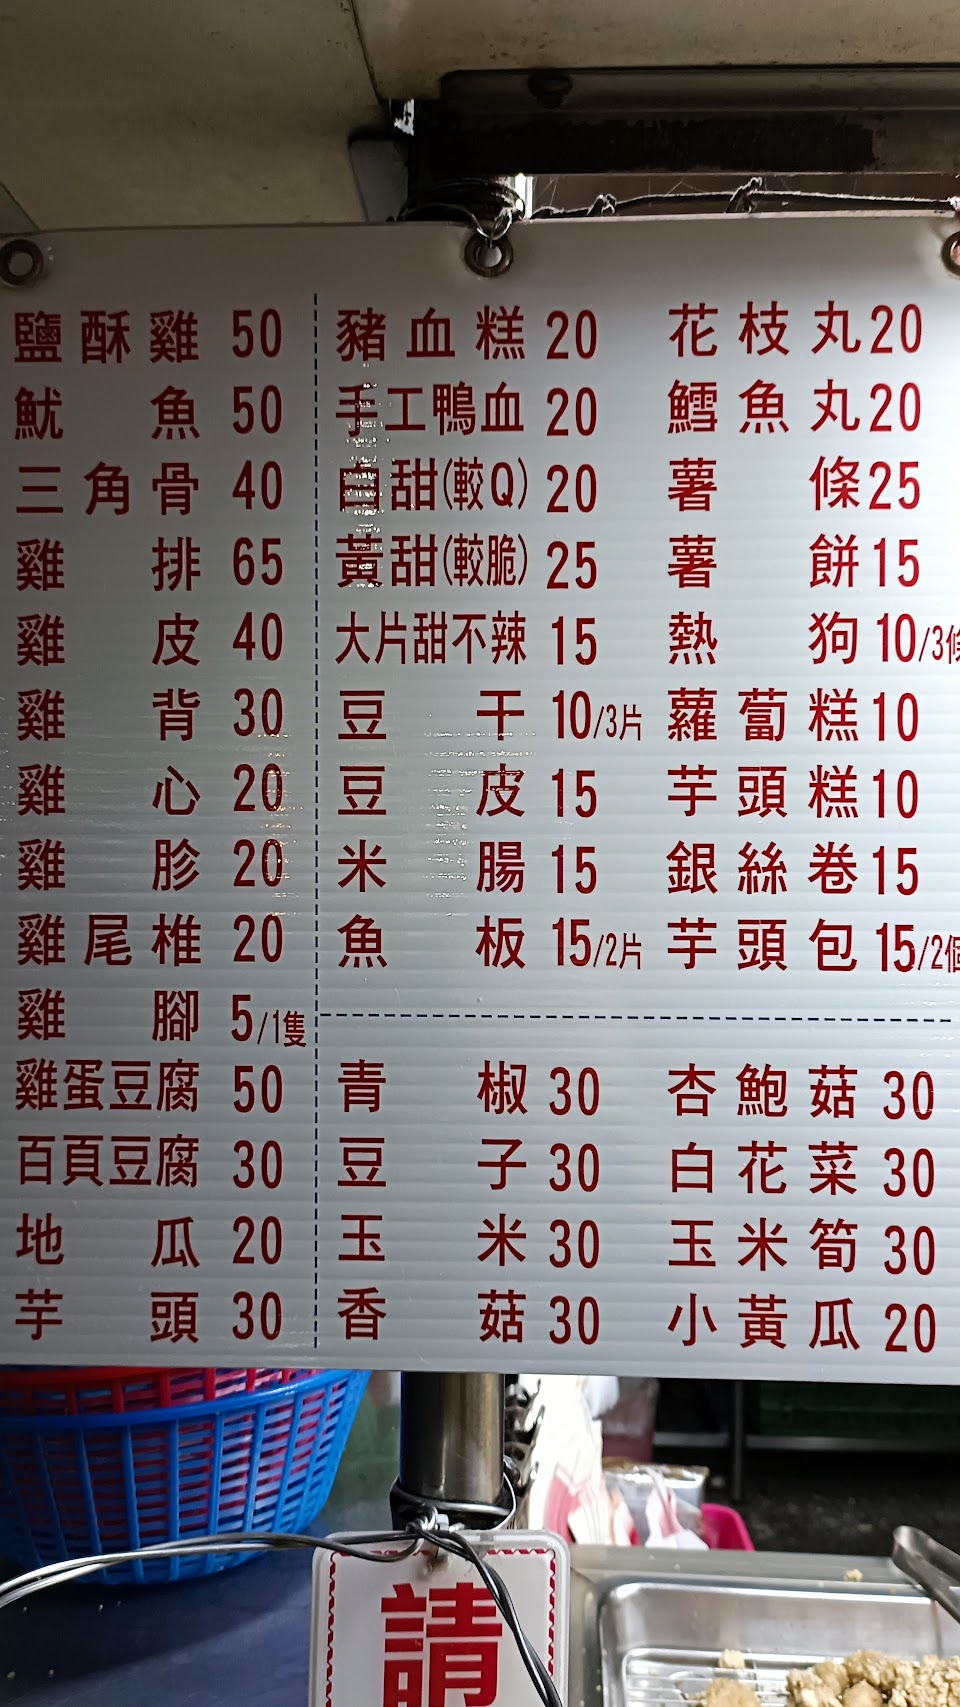 鹽酥雞 50
魷魚 50
三角骨 40
雞排 65
雞皮 40
雞背 30
雞心 20
雞胗 20
雞尾椎 20
雞腳 5/1隻
雞蛋豆腐 50
百頁豆腐 30
地瓜 20
芋頭 30
豬血糕 20
手工鴨血 20
白甜(較Q) 20
黃甜(較脆) 25
大片甜不辣 15
豆干 10/3片
豆皮 15
米腸 15
魚板 15/2片
花枝丸 20
鱈魚丸 20
薯條 25
薯餅 15
熱狗 10/3條
蘿蔔糕 10
芋頭糕 10
銀絲卷 15
芋頭包 15/2個
青椒 30
豆子 30
玉米 30
香菇 30
杏鮑菇 30
白花菜 30
玉米筍 30
小黃瓜 20
請